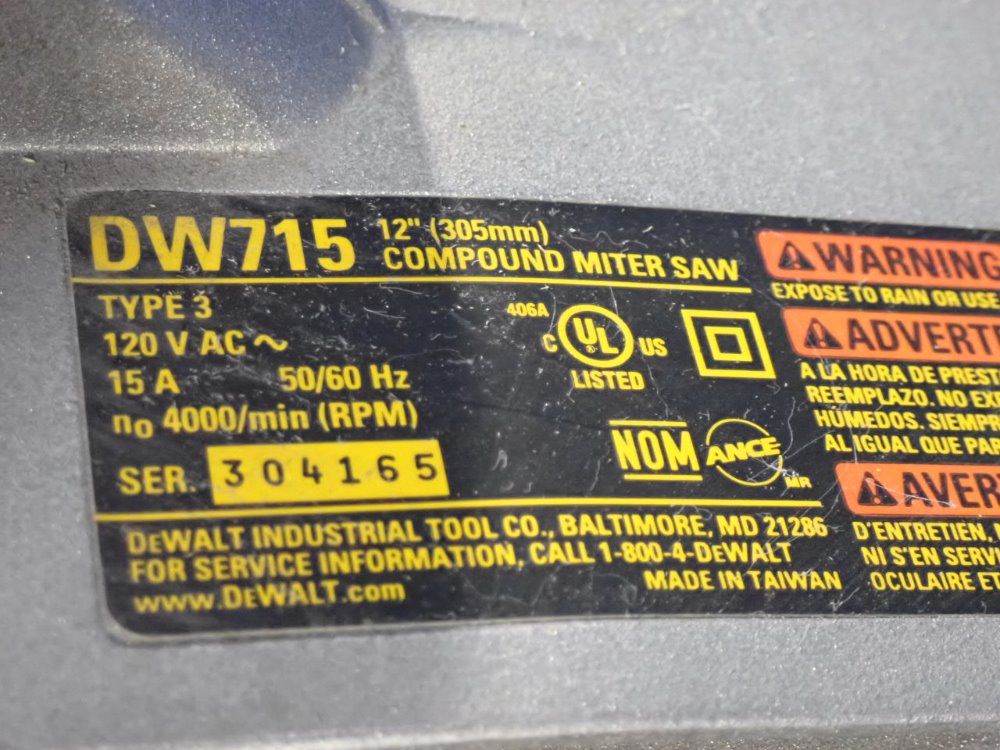 DW715 12" (305mm)
COMPOUND MITER SAW
TYPE 3
120 V AC ~
15 A 50/60 Hz
no 4000/min (RPM)
SER. 304165
406A
C UL US
LISTED
NOM ANCE
MR
DEWALT INDUSTRIAL TOOL CO., BALTIMORE, MD 21286
FOR SERVICE INFORMATION, CALL 1-800-4-DEWALT
MADE IN TAIWAN
www.DEWALT.com
WARNING
EXPOSE TO RAIN OR USE
ADVERT
A LA HORA DE PREST
REEMPLAZO. NO EX
HÚMEDOS. SIEMPR
AL IGUAL QUE PAR
AVER
D'ENTRETIEN,
NI S'EN SERVI
OCULAIRE ET